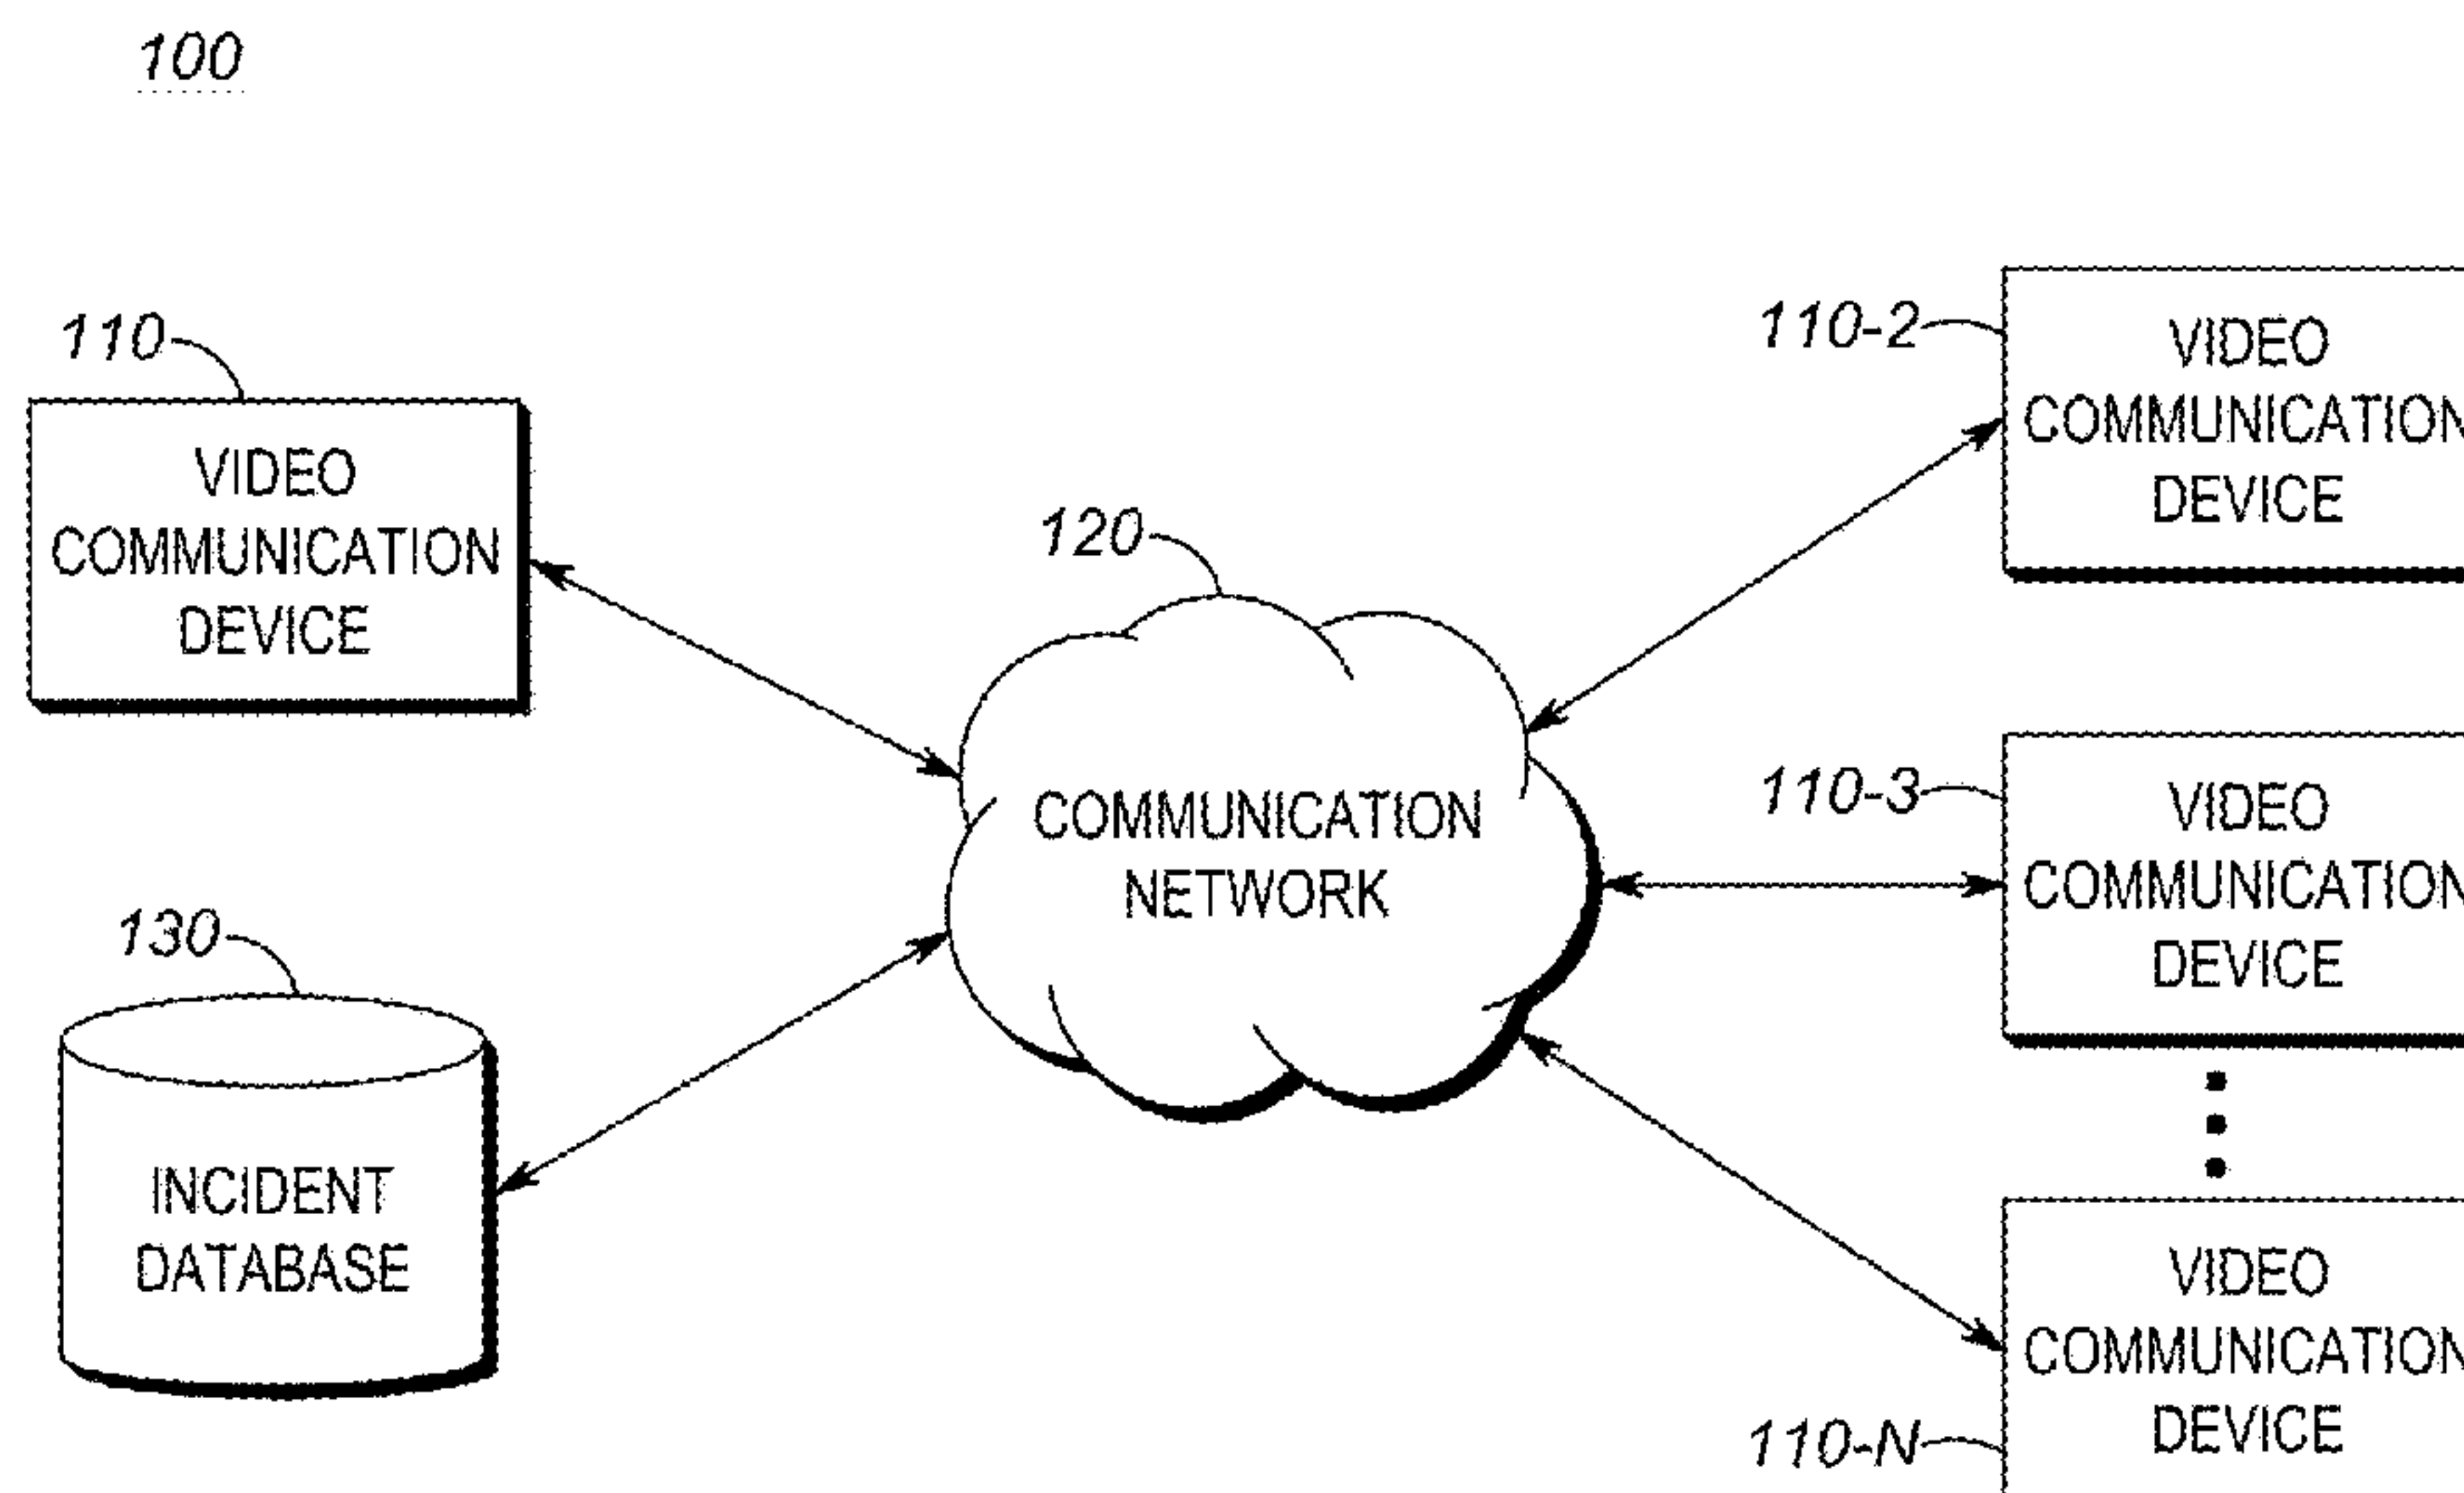 100
110
VIDEO
COMMUNICATION
DEVICE
130
INCIDENT
DATABASE
120
COMMUNICATION
NETWORK
110-2
VIDEO
COMMUNICATION
DEVICE
110-3
VIDEO
COMMUNICATION
DEVICE
110-N
VIDEO
COMMUNICATION
DEVICE